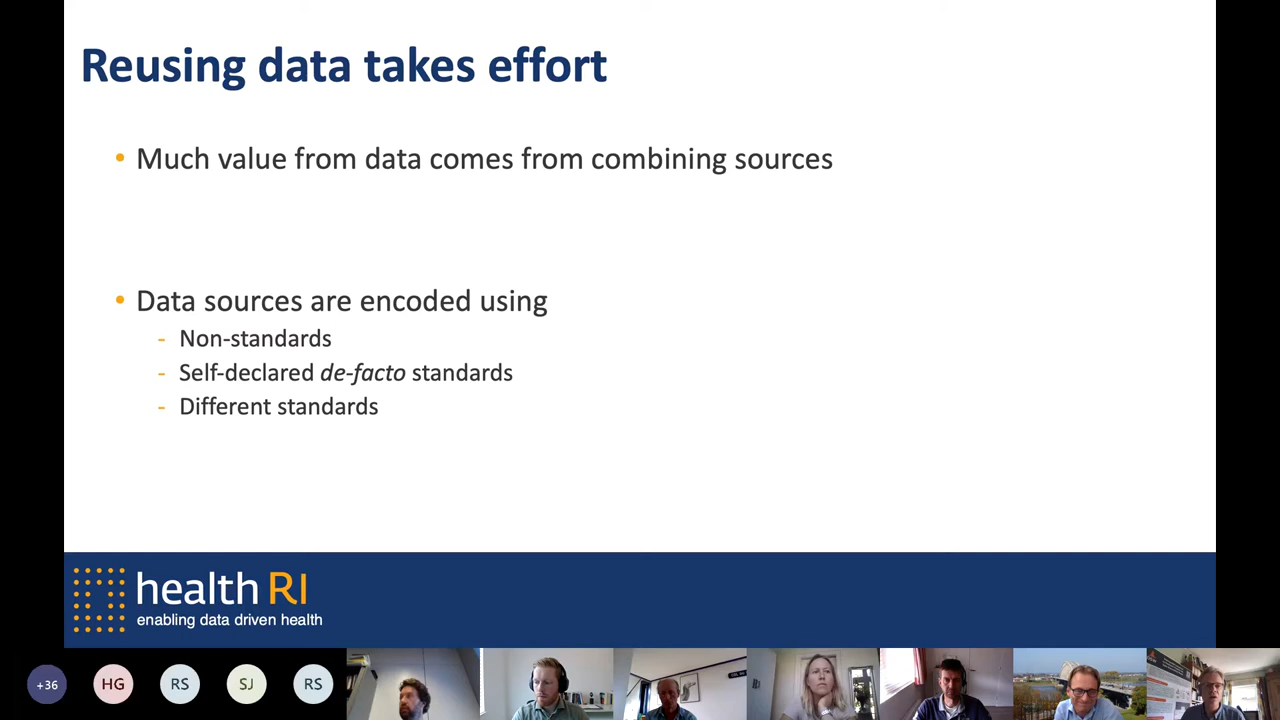 Reusing data takes effort
• Much value from data comes from combining sources
• Data sources are encoded using
- Non-standards
- Self-declared de-facto standards
- Different standards
health RI
enabling data driven health
+36
HG
RS
SJ
RS